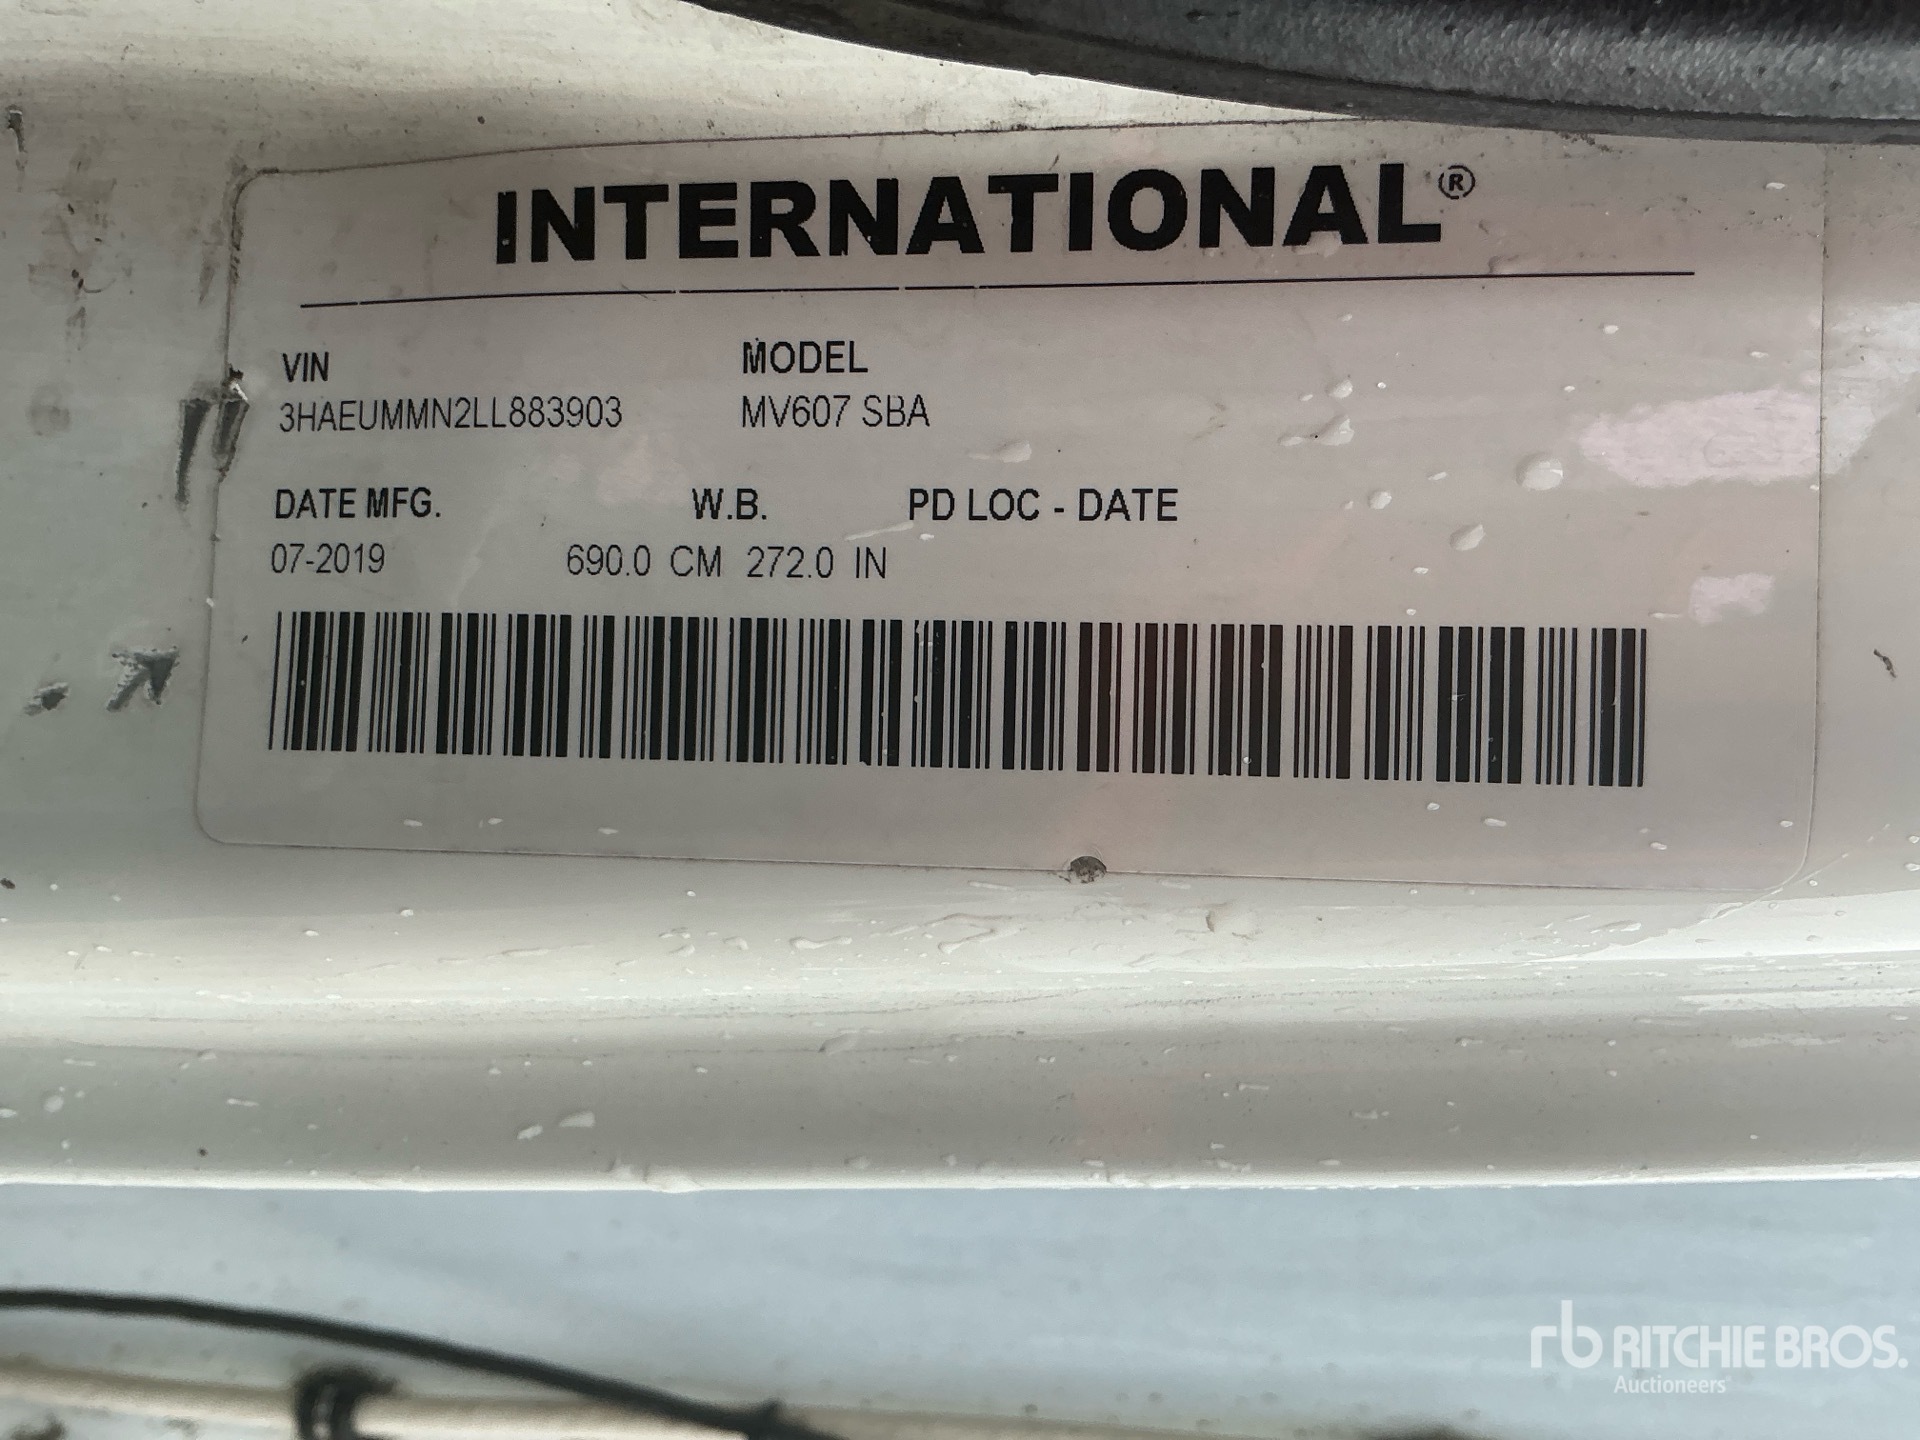 INTERNATIONAL®
VIN MODEL
3HAEUMMN2LL883903 MV607 SBA
DATE MFG. W.B. PD LOC - DATE
07-2019 690.0 CM 272.0 IN
rb RITCHIE BROS.
Auctioneers